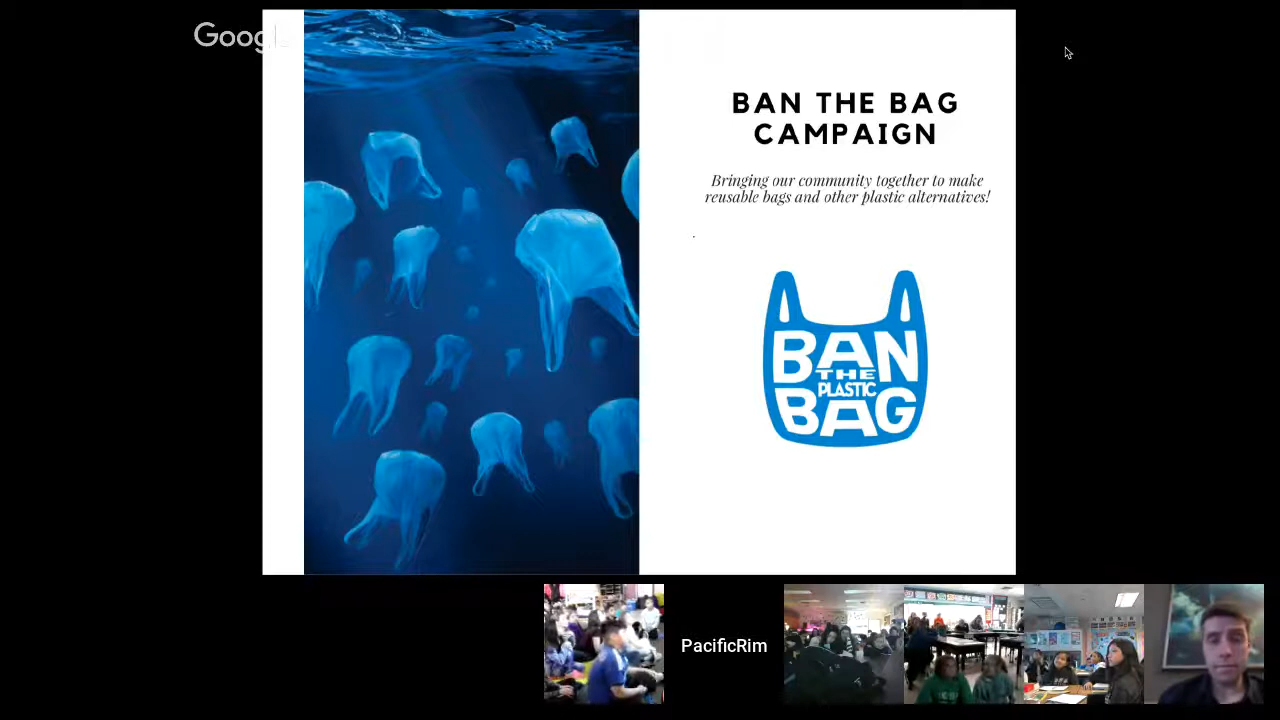 Goog
BAN THE BAG
CAMPAIGN
Bringing our community together to make
reusable bags and other plastic alternatives!
BAN
THE
PLASTIC
BAG
PacificRim